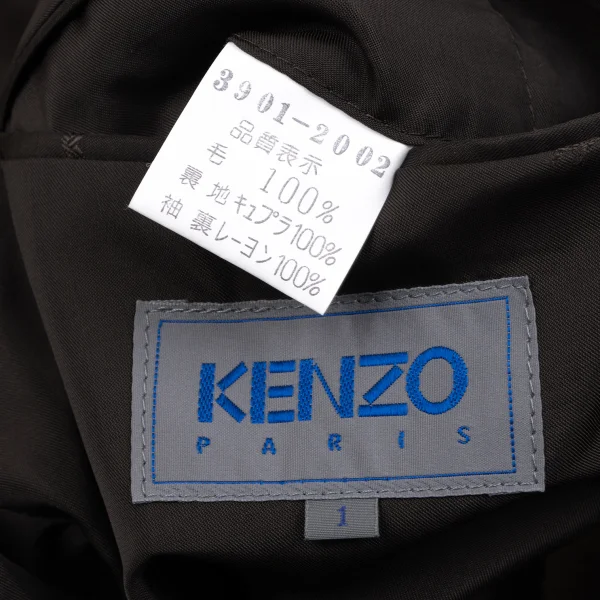 3901-2002
品質表示
毛 100%
裏地キュプラ100%
袖裏レーヨン100%
KENZO
PARIS
1